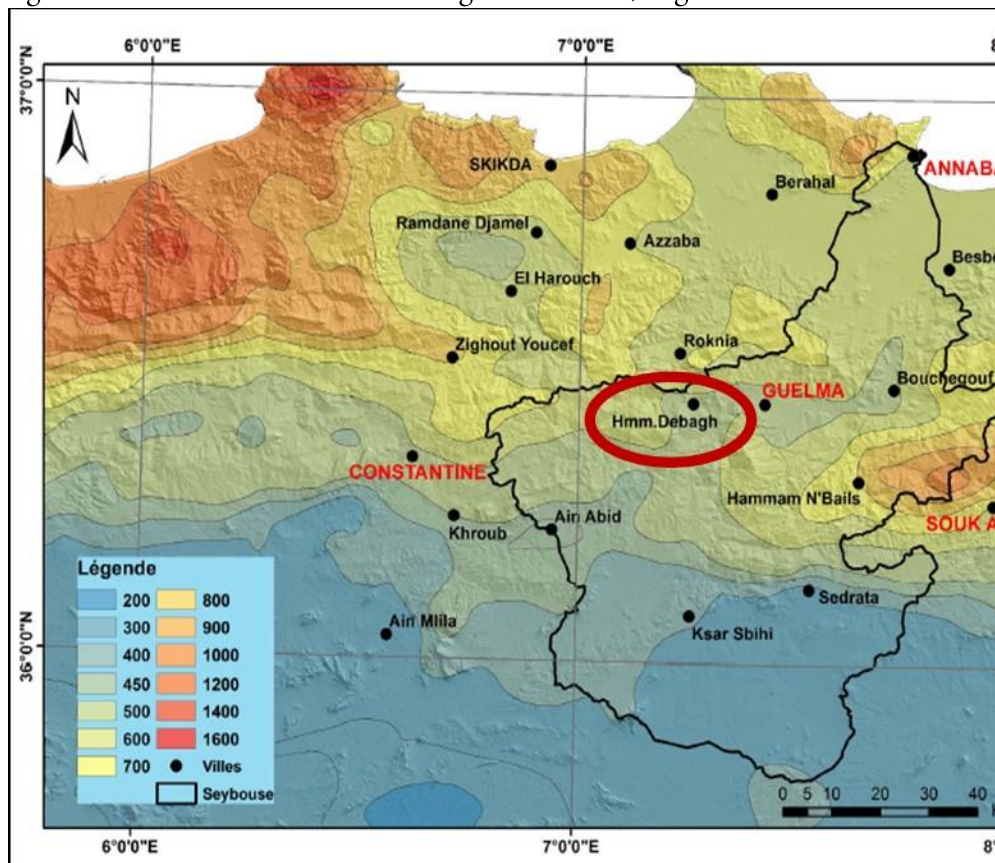 6°0'0"E 7°0'0"E
37°0'0"N
N
SKIKDA
ANNABA
Berahal
Ramdane Djamel
Azzaba
El Harouch
Roknia
Zighout Youcef
Bouchegouf
GUELMA
Hmm.Debagh
CONSTANTINE
Hammam N'Bails
Khroub
Ain Abid
SOUK A
Légende
200 800
300 900
400 1000
450 1200
500 1400
600 1600
700 Villes
Seybouse
Ain Mlila
Sedrata
Ksar Sbihi
36°0'0"N
0 5 10 20 30 40
6°0'0"E 7°0'0"E